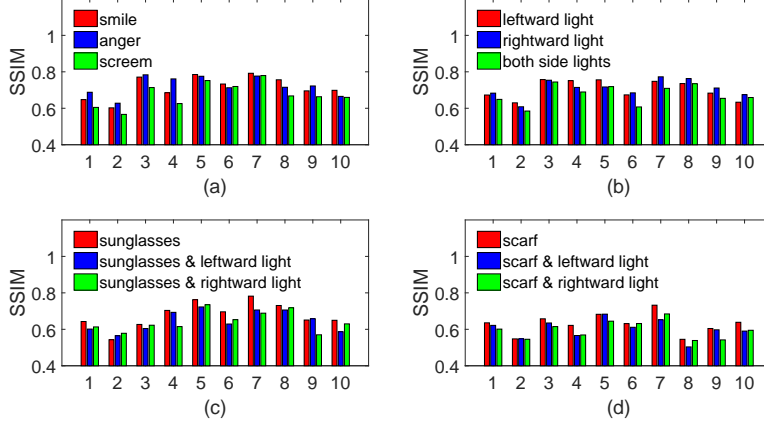 SSIM
1
0.8
0.6
0.4
smile
anger
screem
1 2 3 4 5 6 7 8 9 10
(a)
SSIM
1
0.8
0.6
0.4
leftward light
rightward light
both side lights
1 2 3 4 5 6 7 8 9 10
(b)
SSIM
1
0.8
0.6
0.4
sunglasses
sunglasses & leftward light
sunglasses & rightward light
1 2 3 4 5 6 7 8 9 10
(c)
SSIM
1
0.8
0.6
0.4
scarf
scarf & leftward light
scarf & rightward light
1 2 3 4 5 6 7 8 9 10
(d)